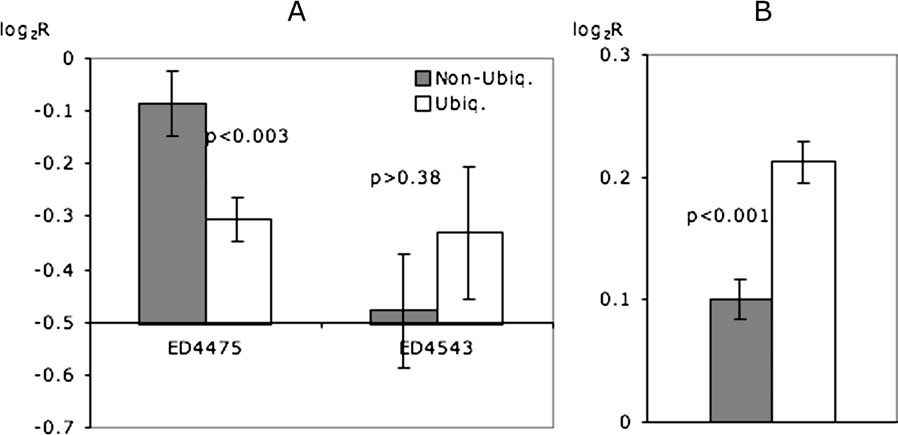 A
log₂R
0
-0.1
-0.2
-0.3
-0.4
-0.5
-0.6
-0.7
Non-Ubiq.
Ubiq.
p<0.003
p>0.38
ED4475
ED4543
B
log₂R
0.3
0.2
0.1
0
p<0.001